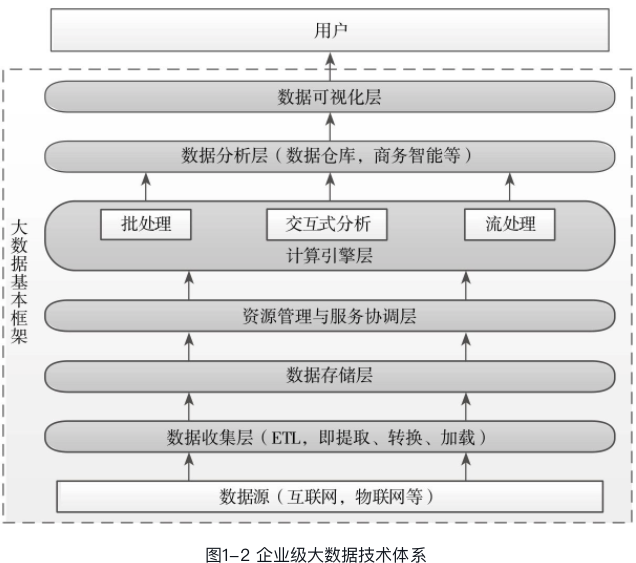 用户
数据可视化层
数据分析层（数据仓库，商务智能等）
批处理
交互式分析
流处理
计算引擎层
大数据基本框架
资源管理与服务协调层
数据存储层
数据收集层（ETL，即提取、转换、加载）
数据源（互联网，物联网等）
图1-2 企业级大数据技术体系